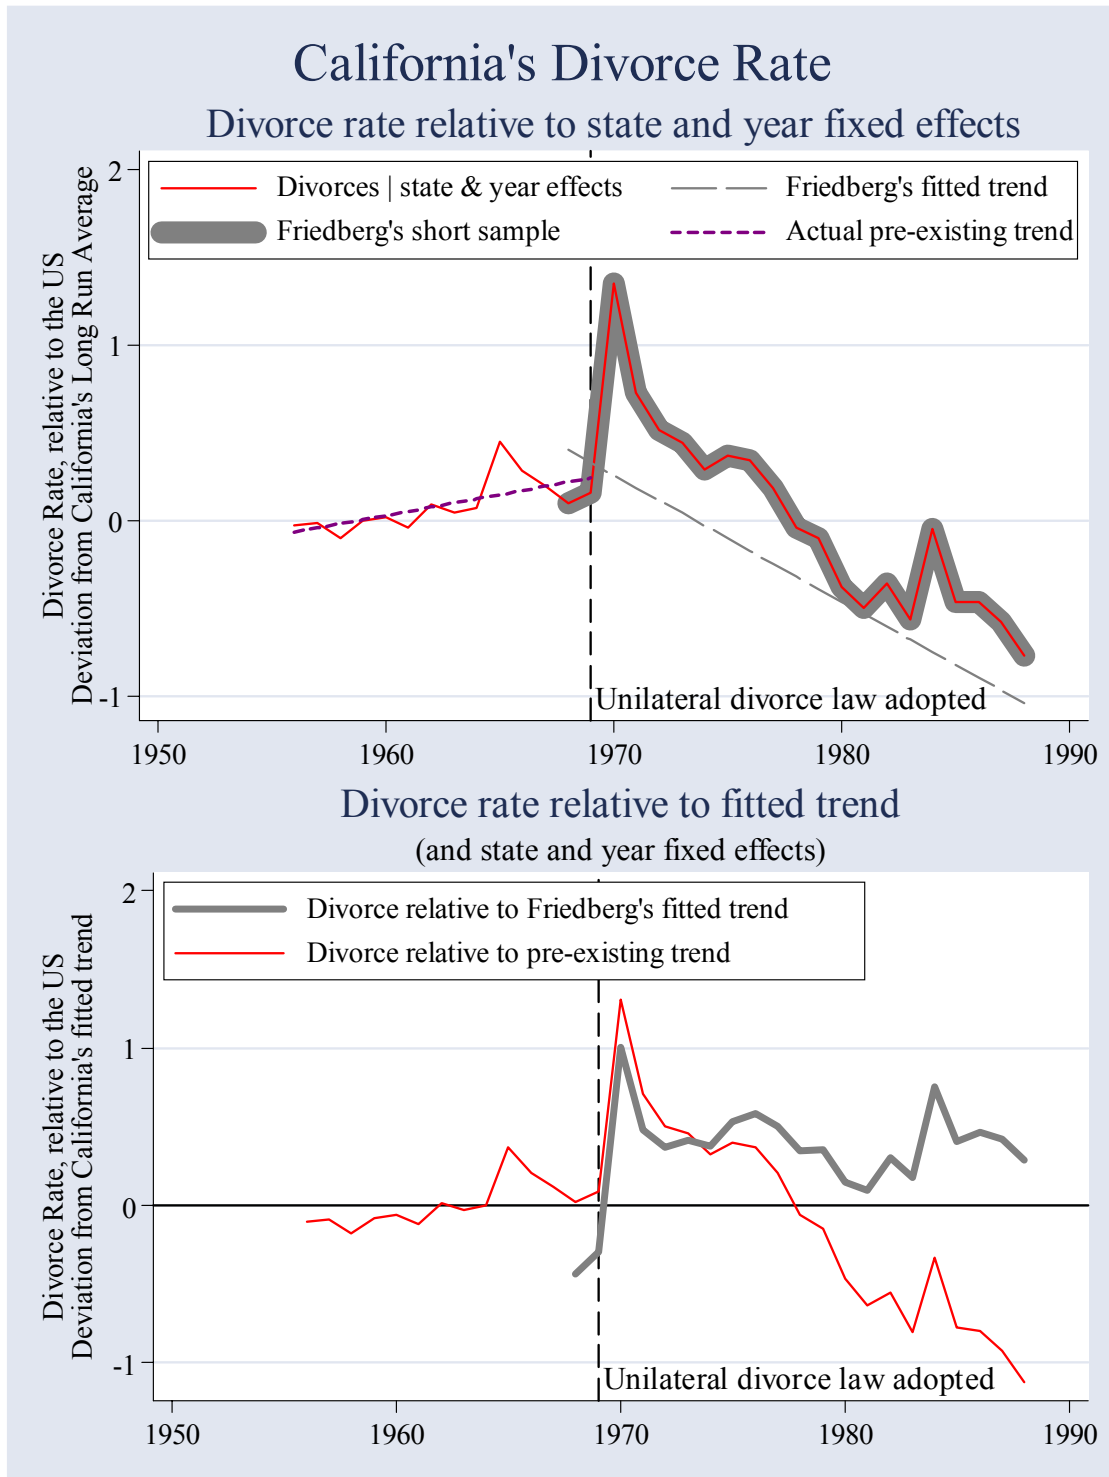 California's Divorce Rate
Divorce rate relative to state and year fixed effects
Divorces | state & year effects
Friedberg's fitted trend
Friedberg's short sample
Actual pre-existing trend
Divorce Rate, relative to the US
Deviation from California's Long Run Average
2
1
0
-1
Unilateral divorce law adopted
1950
1960
1970
1980
1990
Divorce rate relative to fitted trend
(and state and year fixed effects)
Divorce relative to Friedberg's fitted trend
Divorce relative to pre-existing trend
Divorce Rate, relative to the US
Deviation from California's fitted trend
2
1
0
-1
Unilateral divorce law adopted
1950
1960
1970
1980
1990